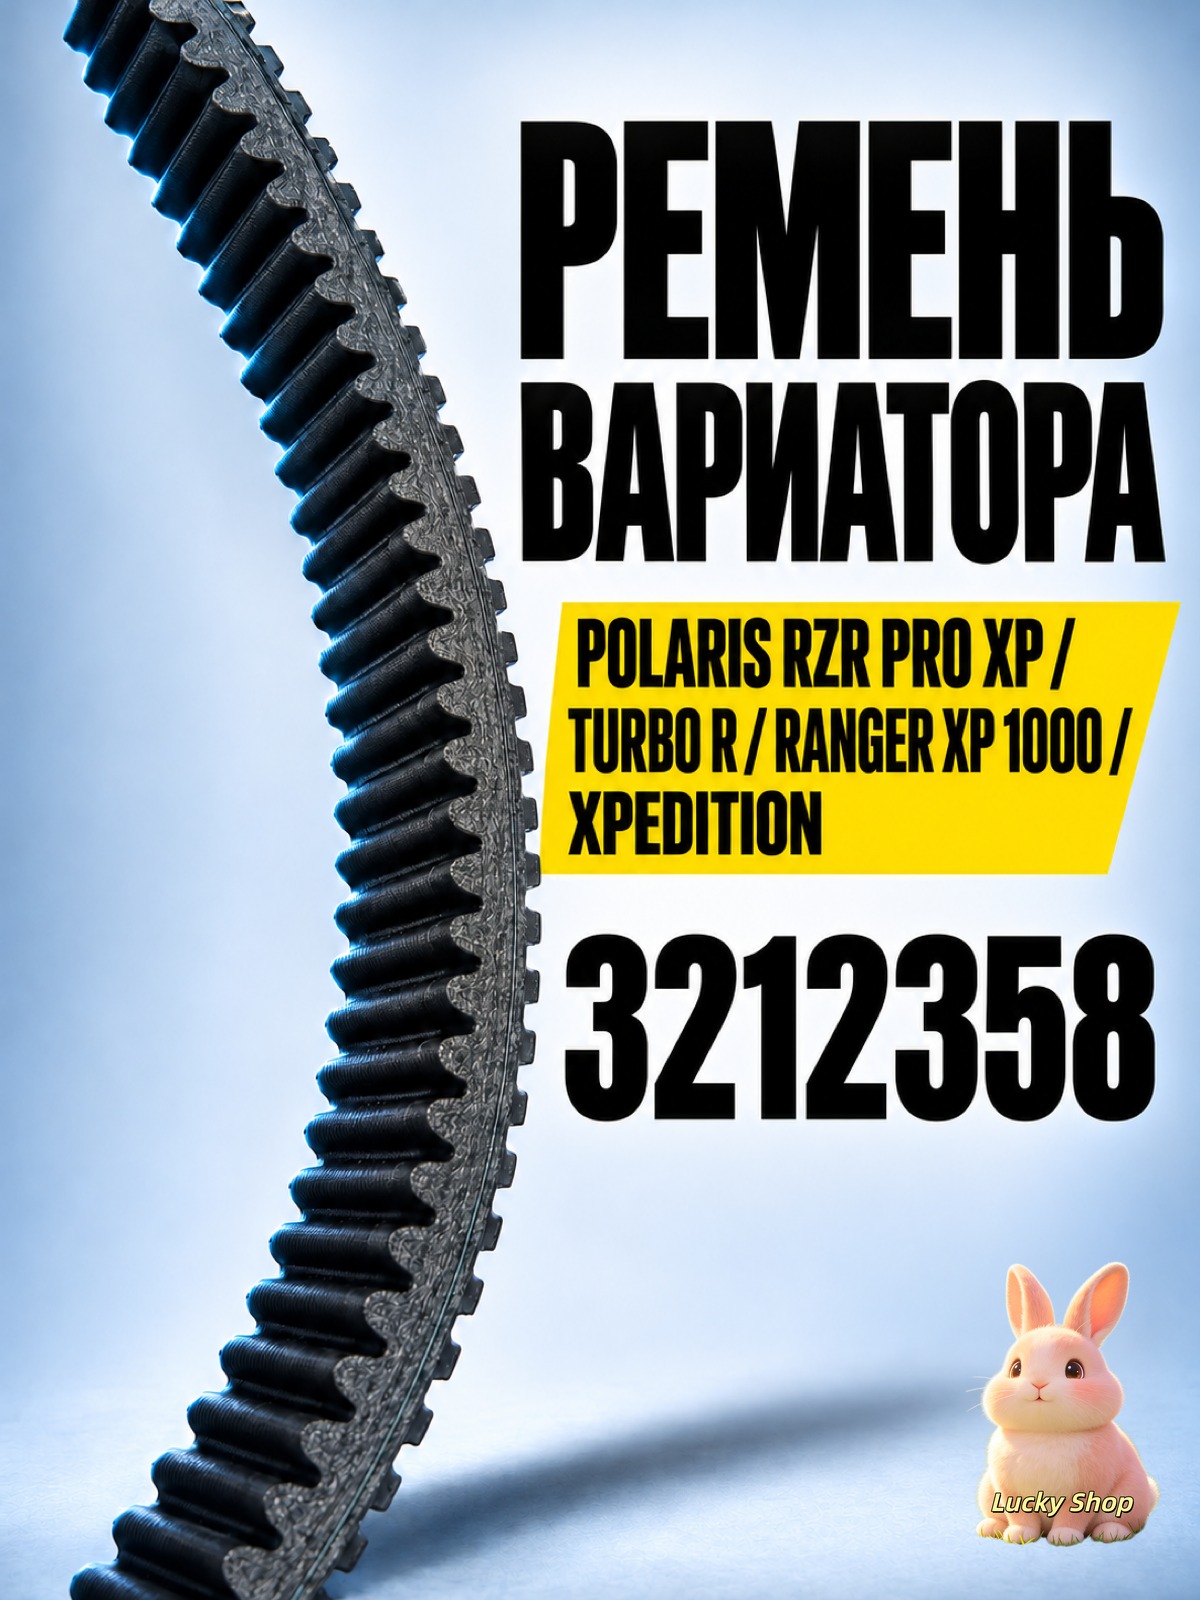 РЕМЕНЬ
ВАРИАТОРА
POLARIS RZR PRO XP /
TURBO R / RANGER XP 1000 /
XPEDITION
3212358
Lucky Shop